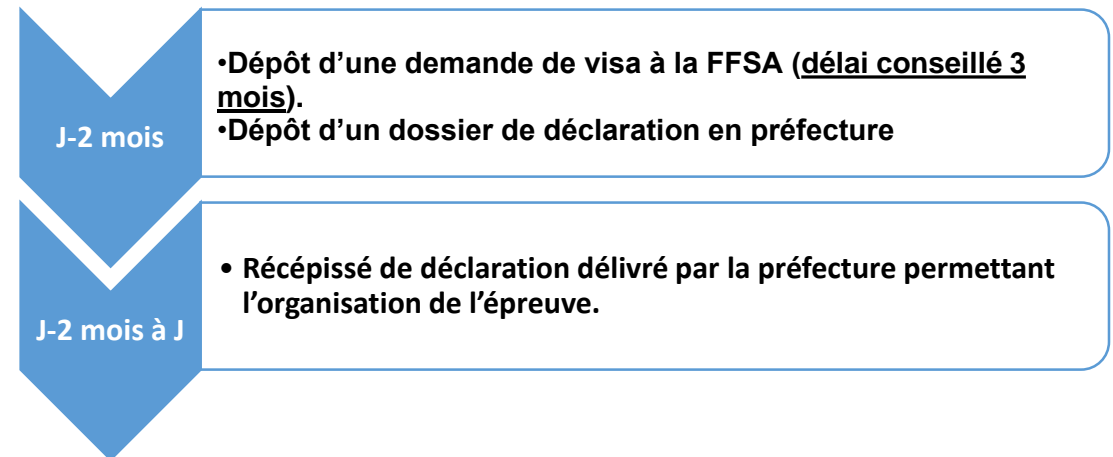 J-2 mois
•Dépôt d’une demande de visa à la FFSA (délai conseillé 3
mois).
•Dépôt d’un dossier de déclaration en préfecture
J-2 mois à J
• Récépissé de déclaration délivré par la préfecture permettant
l’organisation de l’épreuve.